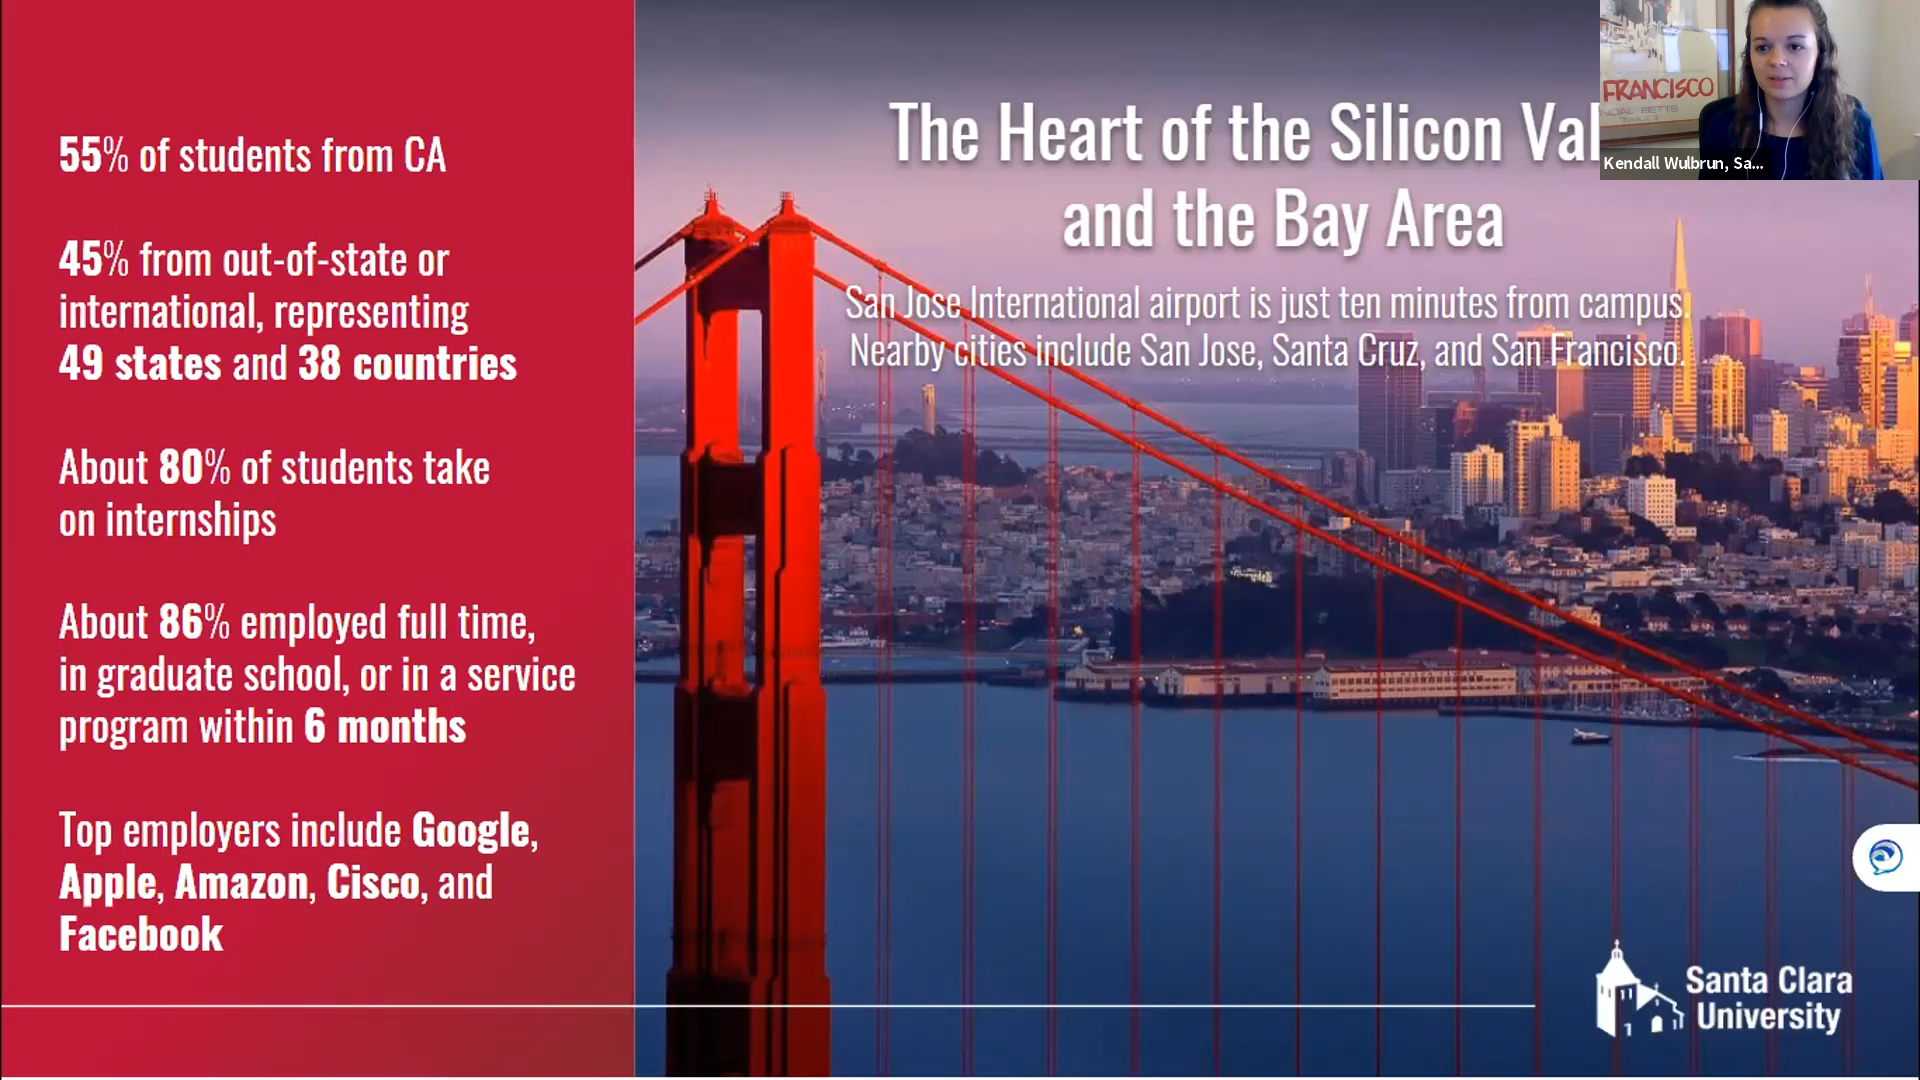 55% of students from CA
45% from out-of-state or
international, representing
49 states and 38 countries
About 80% of students take
on internships
About 86% employed full time,
in graduate school, or in a service
program within 6 months
Top employers include Google,
Apple, Amazon, Cisco, and
Facebook
The Heart of the Silicon Val
and the Bay Area
San Jose International airport is just ten minutes from campus.
Nearby cities include San Jose, Santa Cruz, and San Francisco.
FRANCISCO
Kendall Wulbrun, Sa...
Santa Clara
University